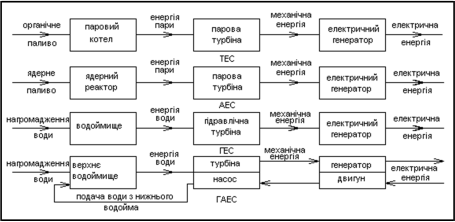 органічне паливо
паровий котел
енергія пари
парова турбіна
механічна енергія
електричний генератор
електрична енергія
ТЕС
ядерне паливо
ядерний реактор
енергія пари
парова турбіна
механічна енергія
електричний генератор
електрична енергія
АЕС
нагромадження води
водоймище
енергія води
гідравлічна турбіна
механічна енергія
електричний генератор
електрична енергія
ГЕС
нагромадження води
верхнє водоймище
енергія води
турбіна
насос
механічна енергія
генератор
двигун
електрична енергія
подача води з нижнього водойма
ГАЕС